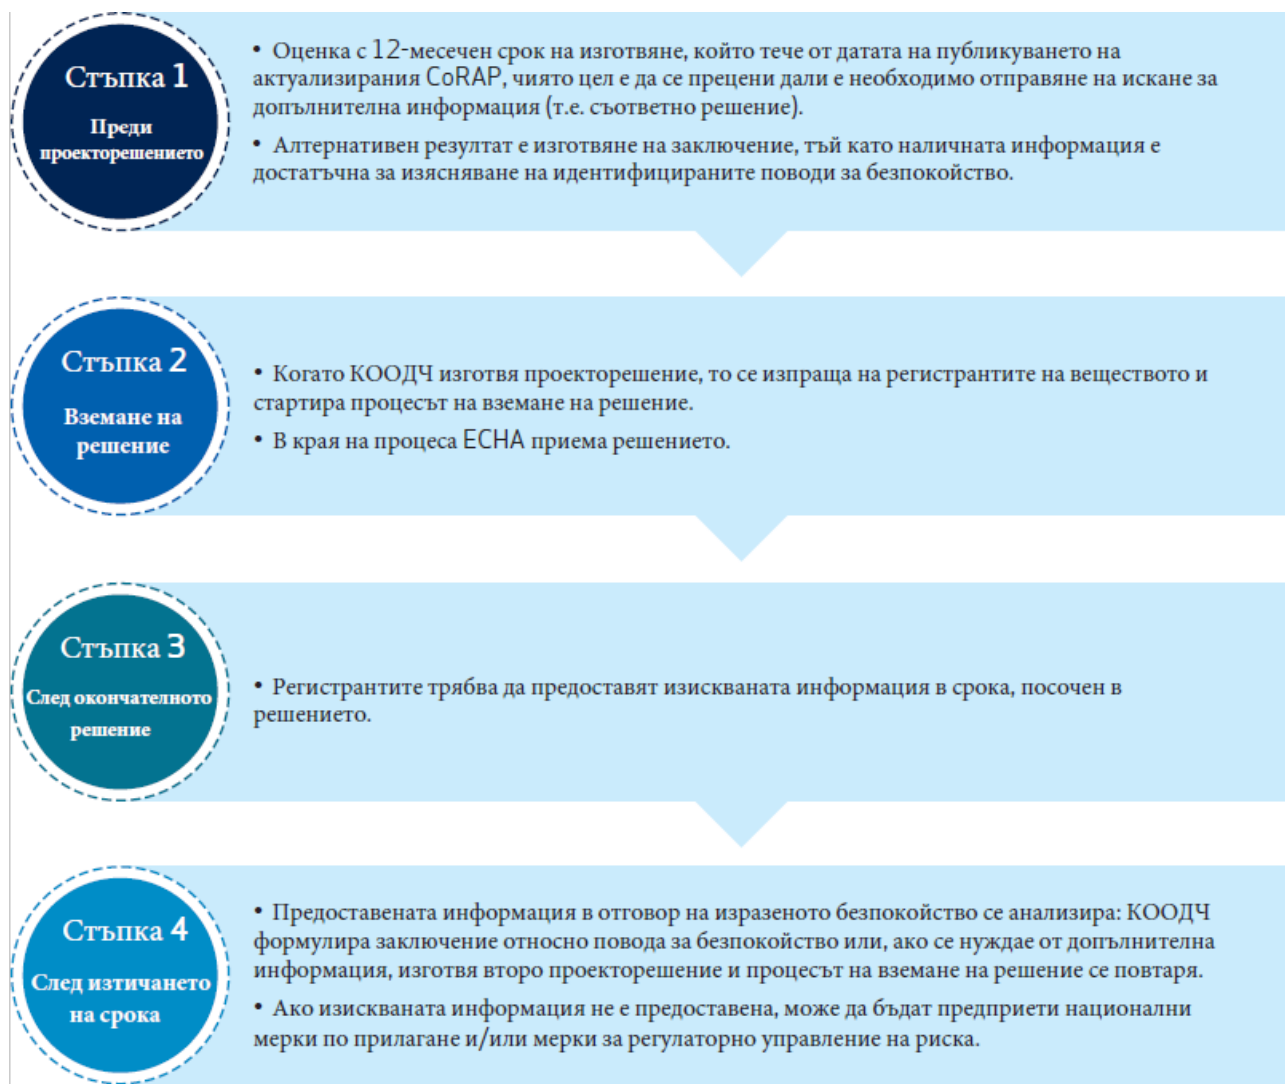 Стъпка 1
Преди
проекторешението
• Оценка с 12-месечен срок на изготвяне, който тече от датата на публикуването на
актуализирания CoRAP, чиято цел е да се прецени дали е необходимо отправяне на искане за
допълнителна информация (т.е. съответно решение).
• Алтернативен резултат е изготвяне на заключение, тъй като наличната информация е
достатъчна за изясняване на идентифицираните поводи за безпокойство.
Стъпка 2
Вземане на
решение
• Когато КООДЧ изготвя проекторешение, то се изпраща на регистрантите на веществото и
стартира процесът на вземане на решение.
• В края на процеса ECHA приема решението.
Стъпка 3
След окончателното
решение
• Регистрантите трябва да предоставят изискваната информация в срока, посочен в
решението.
Стъпка 4
След изтичането
на срока
• Предоставената информация в отговор на изразеното безпокойство се анализира: КООДЧ
формулира заключение относно повода за безпокойство или, ако се нуждае от допълнителна
информация, изготвя второ проекторешение и процесът на вземане на решение се повтаря.
• Ако изискваната информация не е предоставена, може да бъдат предприети национални
мерки по прилагане и/или мерки за регулаторно управление на риска.